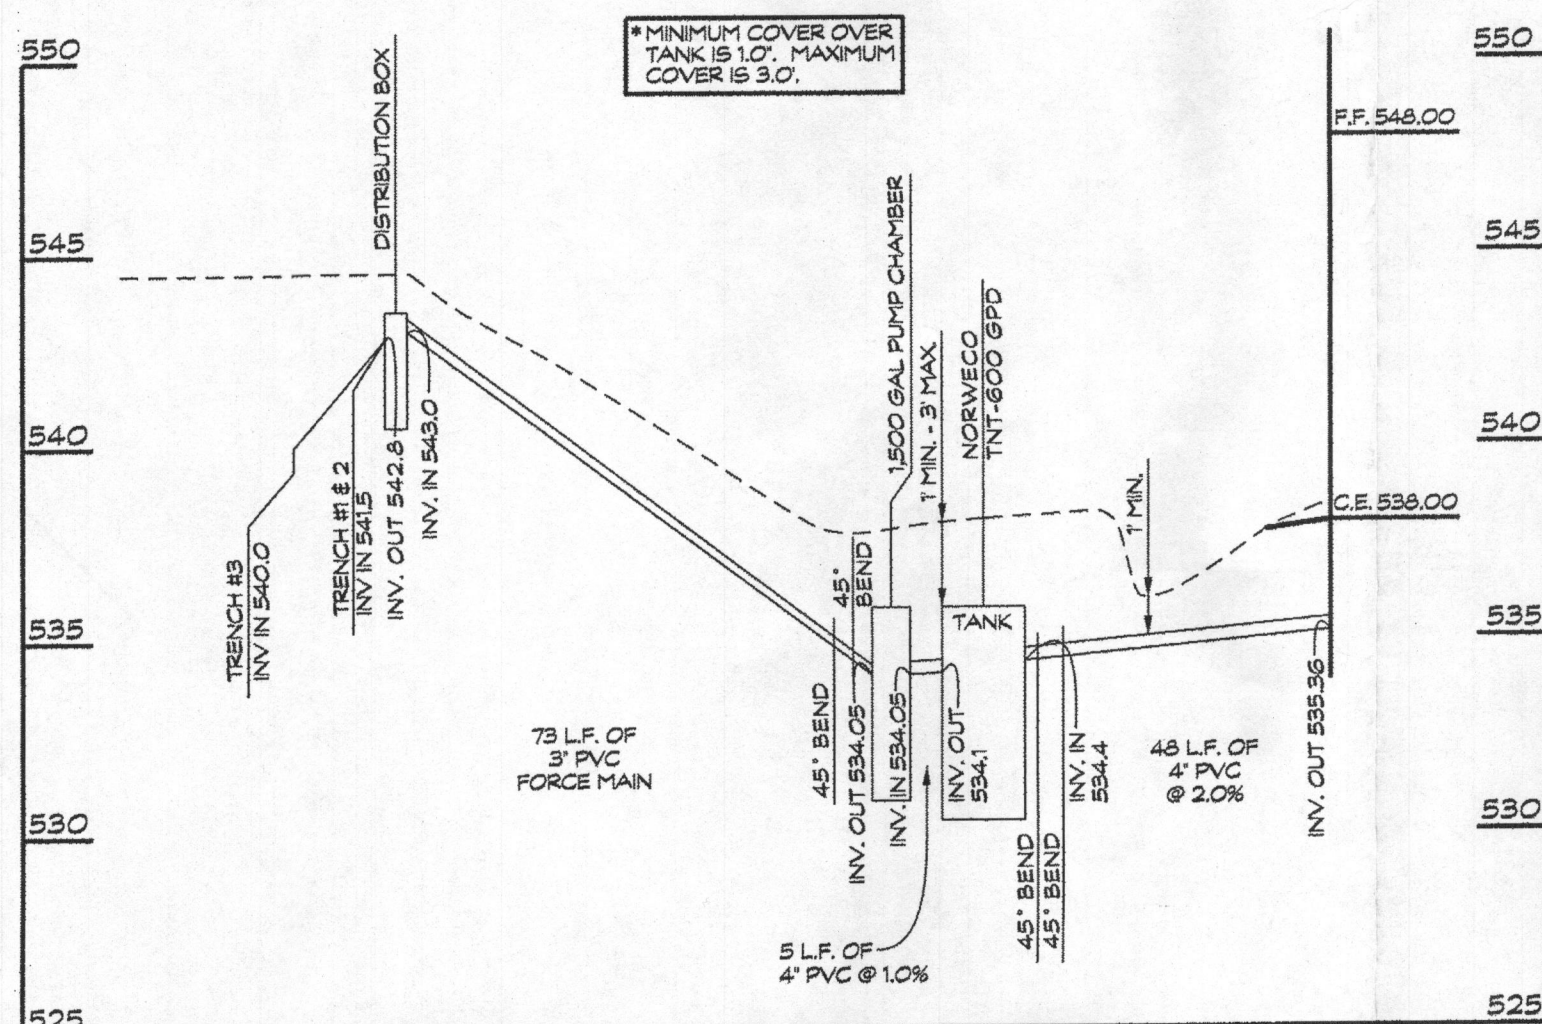 * MINIMUM COVER OVER
TANK IS 1.0". MAXIMUM
COVER IS 3.0'.
550
545
540
535
530
525
DISTRIBUTION BOX
TRENCH #3
INV IN 540.0
TRENCH #1 & 2
INV IN 541.5
INV. OUT 542.8
INV. IN 543.0
73 L.F. OF
3" PVC
FORCE MAIN
45° BEND
INV. OUT 534.05
45°
BEND
1,500 GAL PUMP CHAMBER
INV. IN 534.05
1' MIN. - 3' MAX.
NORWECO
TNT-600 GPD
TANK
INV. OUT
534.1
5 L.F. OF
4" PVC @ 1.0%
45° BEND
45° BEND
INV. IN
534.4
1' MIN.
48 L.F. OF
4" PVC
@ 2.0%
INV. OUT 535.36
F.F. 548.00
C.E. 538.00
550
545
540
535
530
525